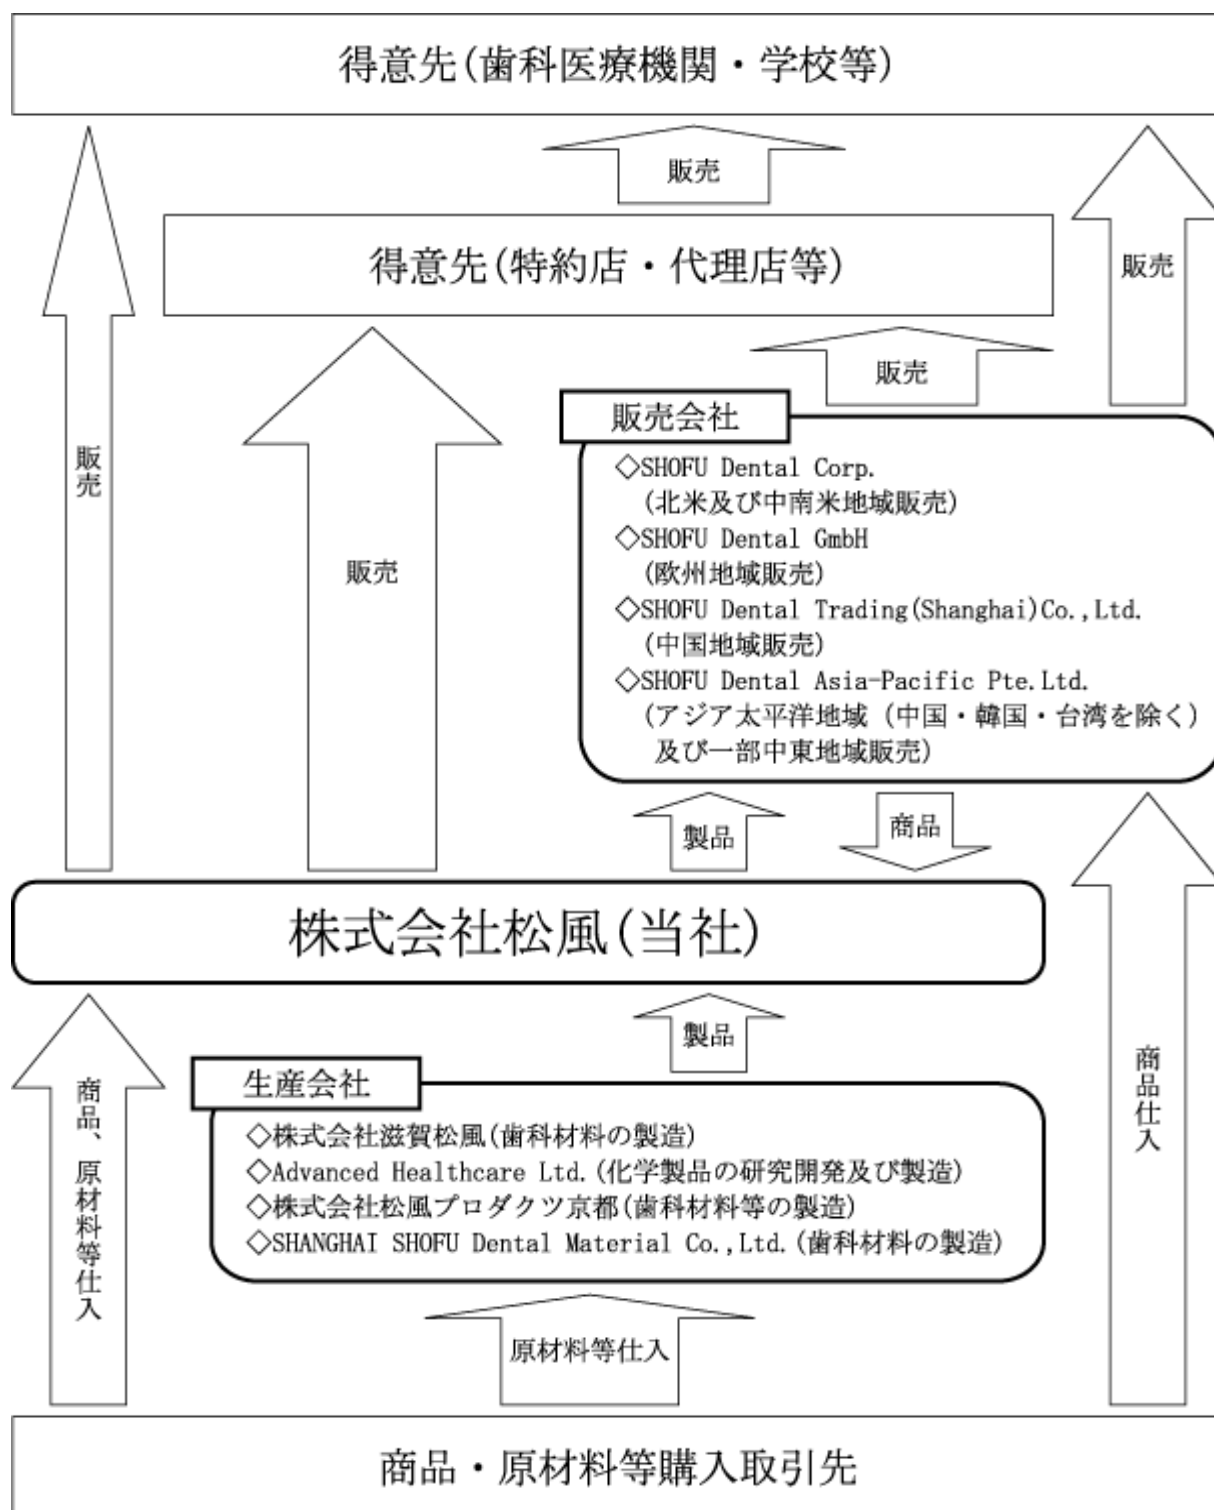 得意先(歯科医療機関・学校等)
販売
得意先(特約店・代理店等)
販売
販売
販売
販売
販売会社
◇SHOFU Dental Corp.
(北米及び中南米地域販売)
◇SHOFU Dental GmbH
(欧州地域販売)
◇SHOFU Dental Trading(Shanghai)Co.,Ltd.
(中国地域販売)
◇SHOFU Dental Asia-Pacific Pte.Ltd.
(アジア太平洋地域（中国・韓国・台湾を除く)
及び一部中東地域販売)
製品
商品
株式会社松風(当社)
製品
商品、原材料等仕入
商品仕入
生産会社
◇株式会社滋賀松風(歯科材料の製造)
◇Advanced Healthcare Ltd.(化学製品の研究開発及び製造)
◇株式会社松風プロダクツ京都(歯科材料等の製造)
◇SHANGHAI SHOFU Dental Material Co.,Ltd.(歯科材料の製造)
原材料等仕入
商品・原材料等購入取引先